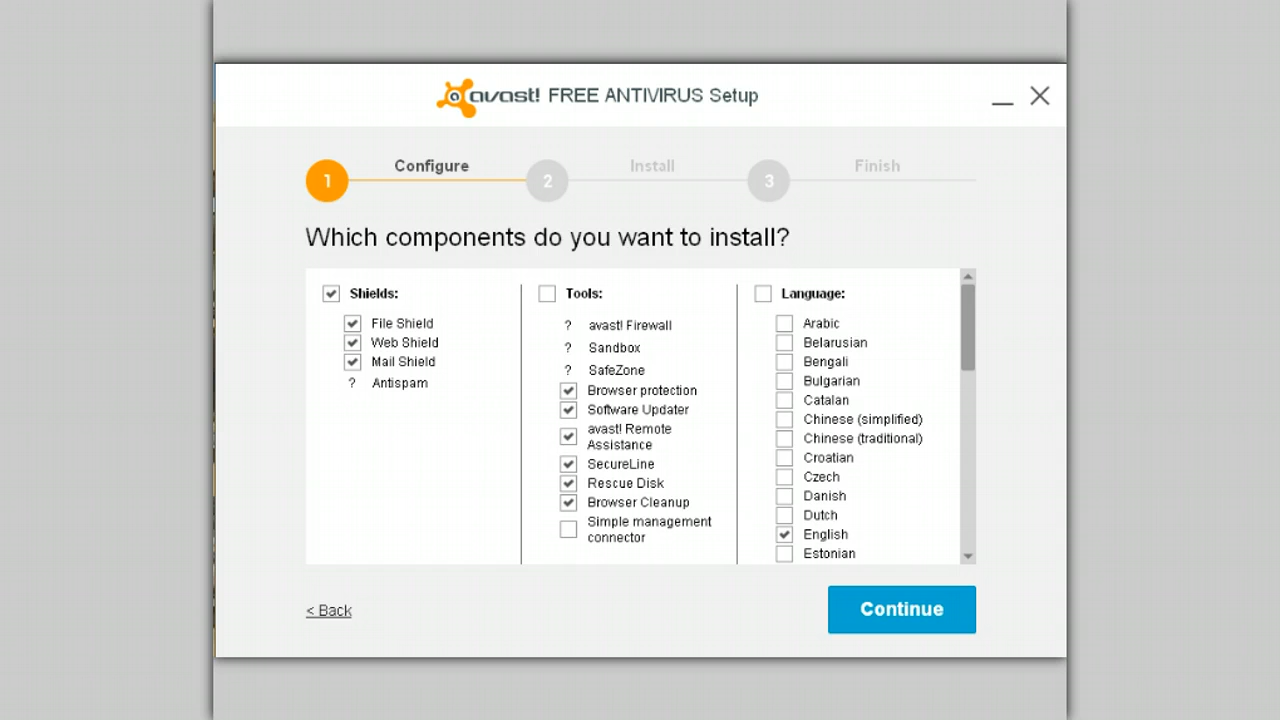 avast! FREE ANTIVIRUS Setup
1
Configure
2
Install
3
Finish
Which components do you want to install?
Shields:
File Shield
Web Shield
Mail Shield
? Antispam
Tools:
? avast! Firewall
? Sandbox
? SafeZone
Browser protection
Software Updater
avast! Remote
Assistance
SecureLine
Rescue Disk
Browser Cleanup
Simple management
connector
Language:
Arabic
Belarusian
Bengali
Bulgarian
Catalan
Chinese (simplified)
Chinese (traditional)
Croatian
Czech
Danish
Dutch
English
Estonian
< Back
Continue